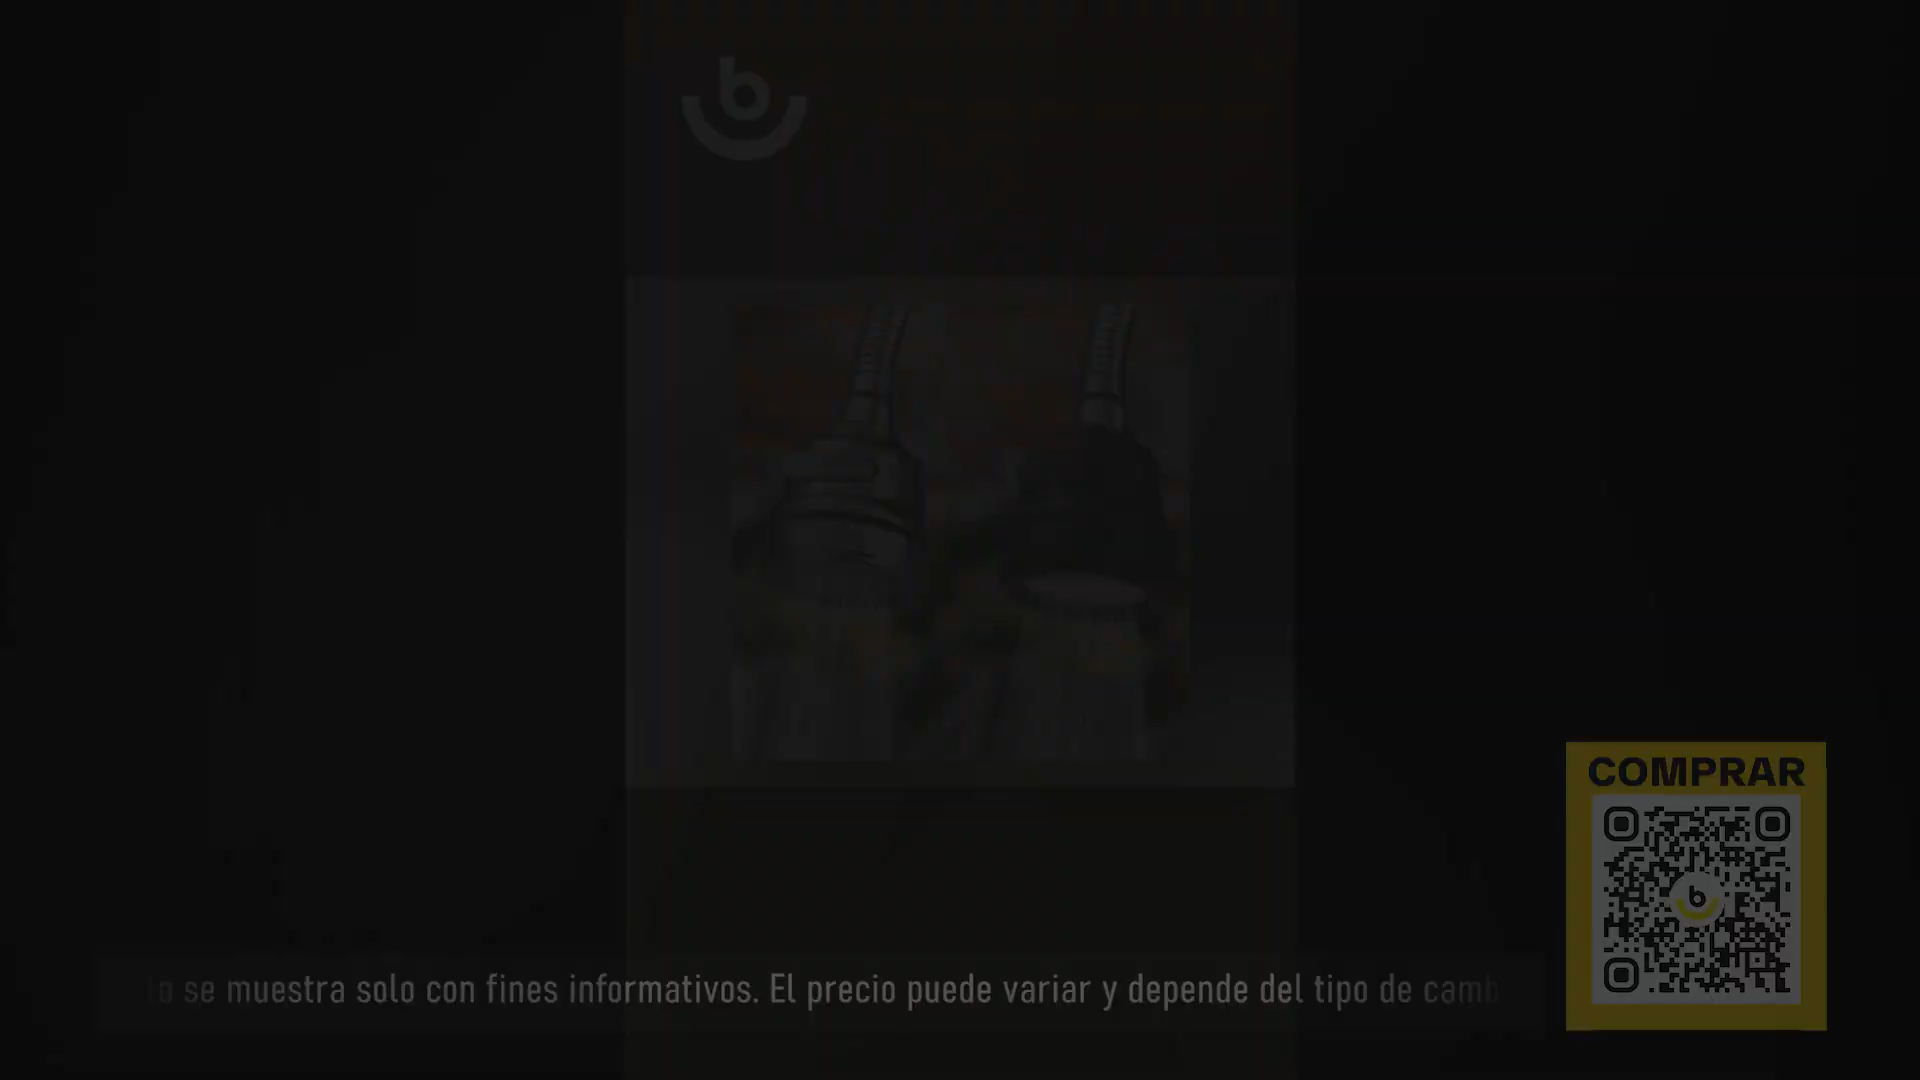 b
COMPRAR
b
se muestra solo con fines informativos. El precio puede variar y depende del tipo de